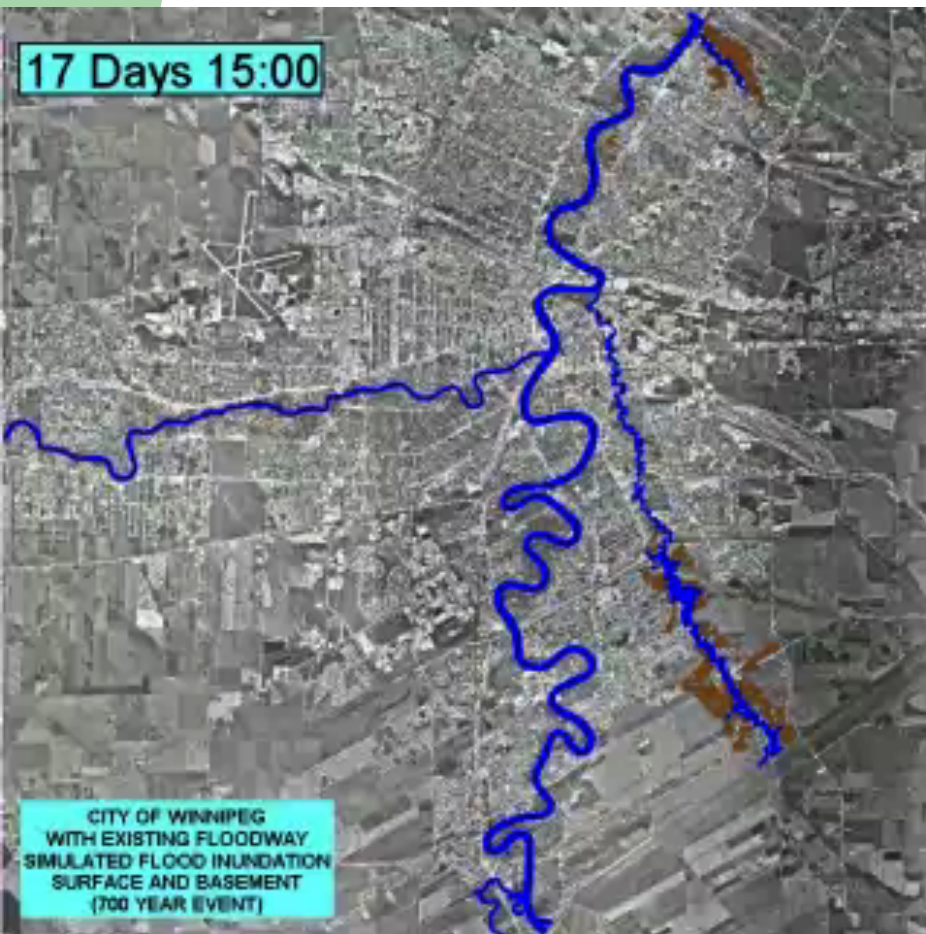 17 Days 15:00
CITY OF WINNIPEG
WITH EXISTING FLOODWAY
SIMULATED FLOOD INUNDATION
SURFACE AND BASEMENT
(700 YEAR EVENT)